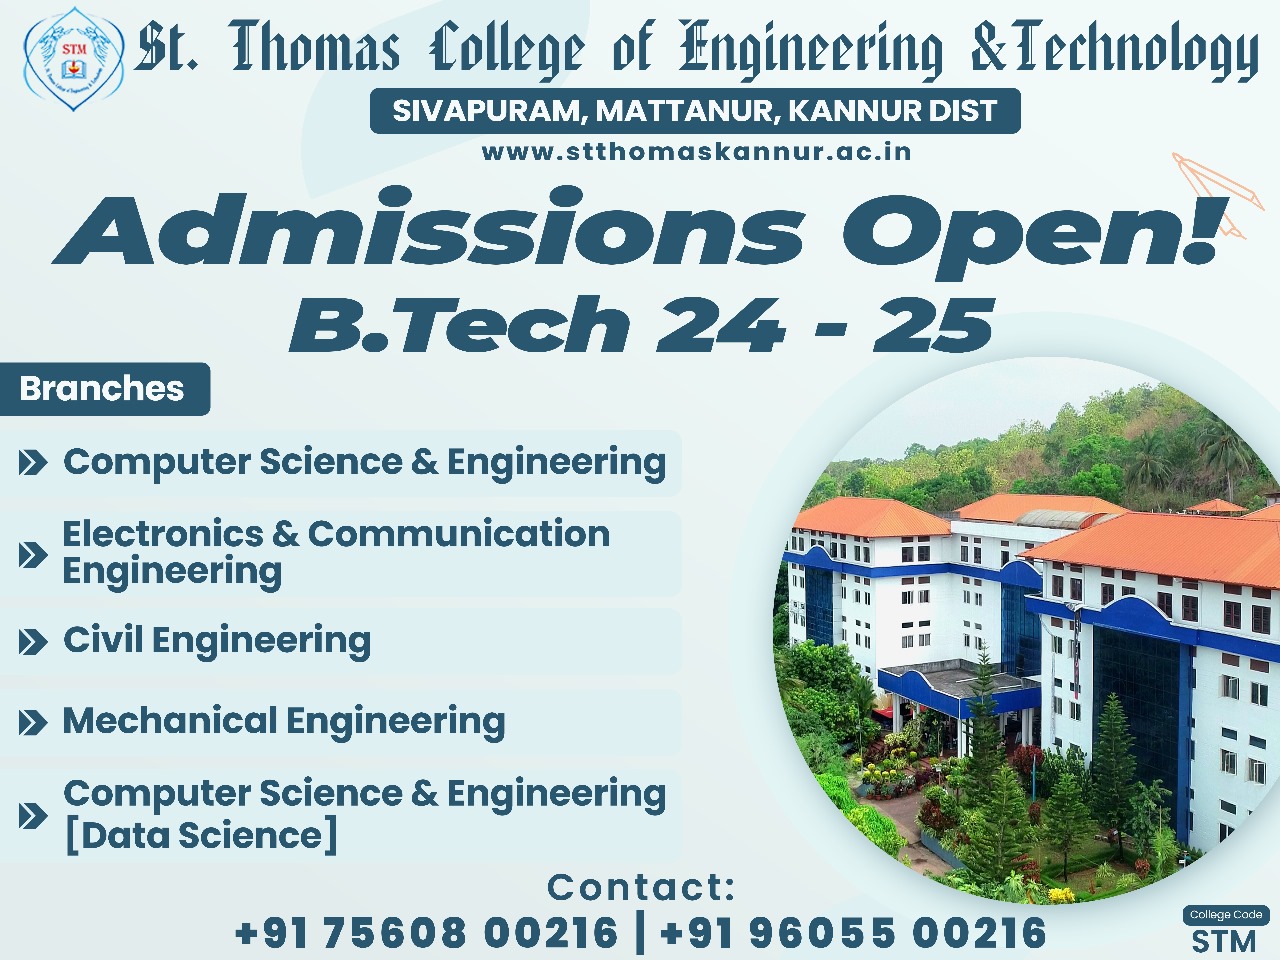 STM
St. Thomas College of Engineering &Technology
SIVAPURAM, MATTANUR, KANNUR DIST
www.stthomaskannur.ac.in
Admissions Open!
B.Tech 24 - 25
Branches
Computer Science & Engineering
Electronics & Communication
Engineering
Civil Engineering
Mechanical Engineering
Computer Science & Engineering
[Data Science]
Contact:
+91 75608 00216 | +91 96055 00216
College Code
STM